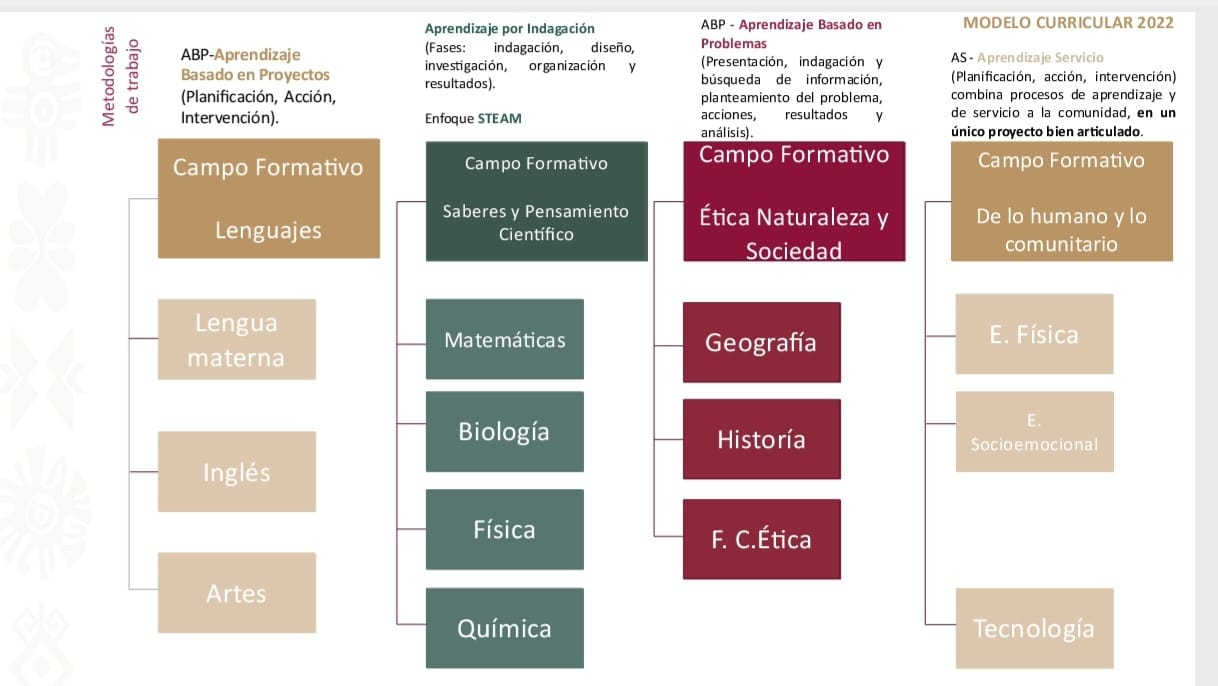 Metodologías
de trabajo
ABP-Aprendizaje
Basado en Proyectos
(Planificación, Acción,
Intervención).
Campo Formativo
Lenguajes
Lengua
materna
Inglés
Artes
Aprendizaje por Indagación
(Fases: indagación, diseño,
investigación, organización y
resultados).
Enfoque STEAM
Campo Formativo
Saberes y Pensamiento
Científico
Matemáticas
Biología
Física
Química
ABP - Aprendizaje Basado en
Problemas
(Presentación, indagación y
búsqueda de información,
planteamiento del problema,
acciones, resultados y
análisis).
Campo Formativo
Ética Naturaleza y
Sociedad
Geografía
Historía
F. C.Ética
MODELO CURRICULAR 2022
AS - Aprendizaje Servicio
(Planificación, acción, intervención)
combina procesos de aprendizaje y
de servicio a la comunidad, en un
único proyecto bien articulado.
Campo Formativo
De lo humano y lo
comunitario
E. Física
E.
Socioemocional
Tecnología